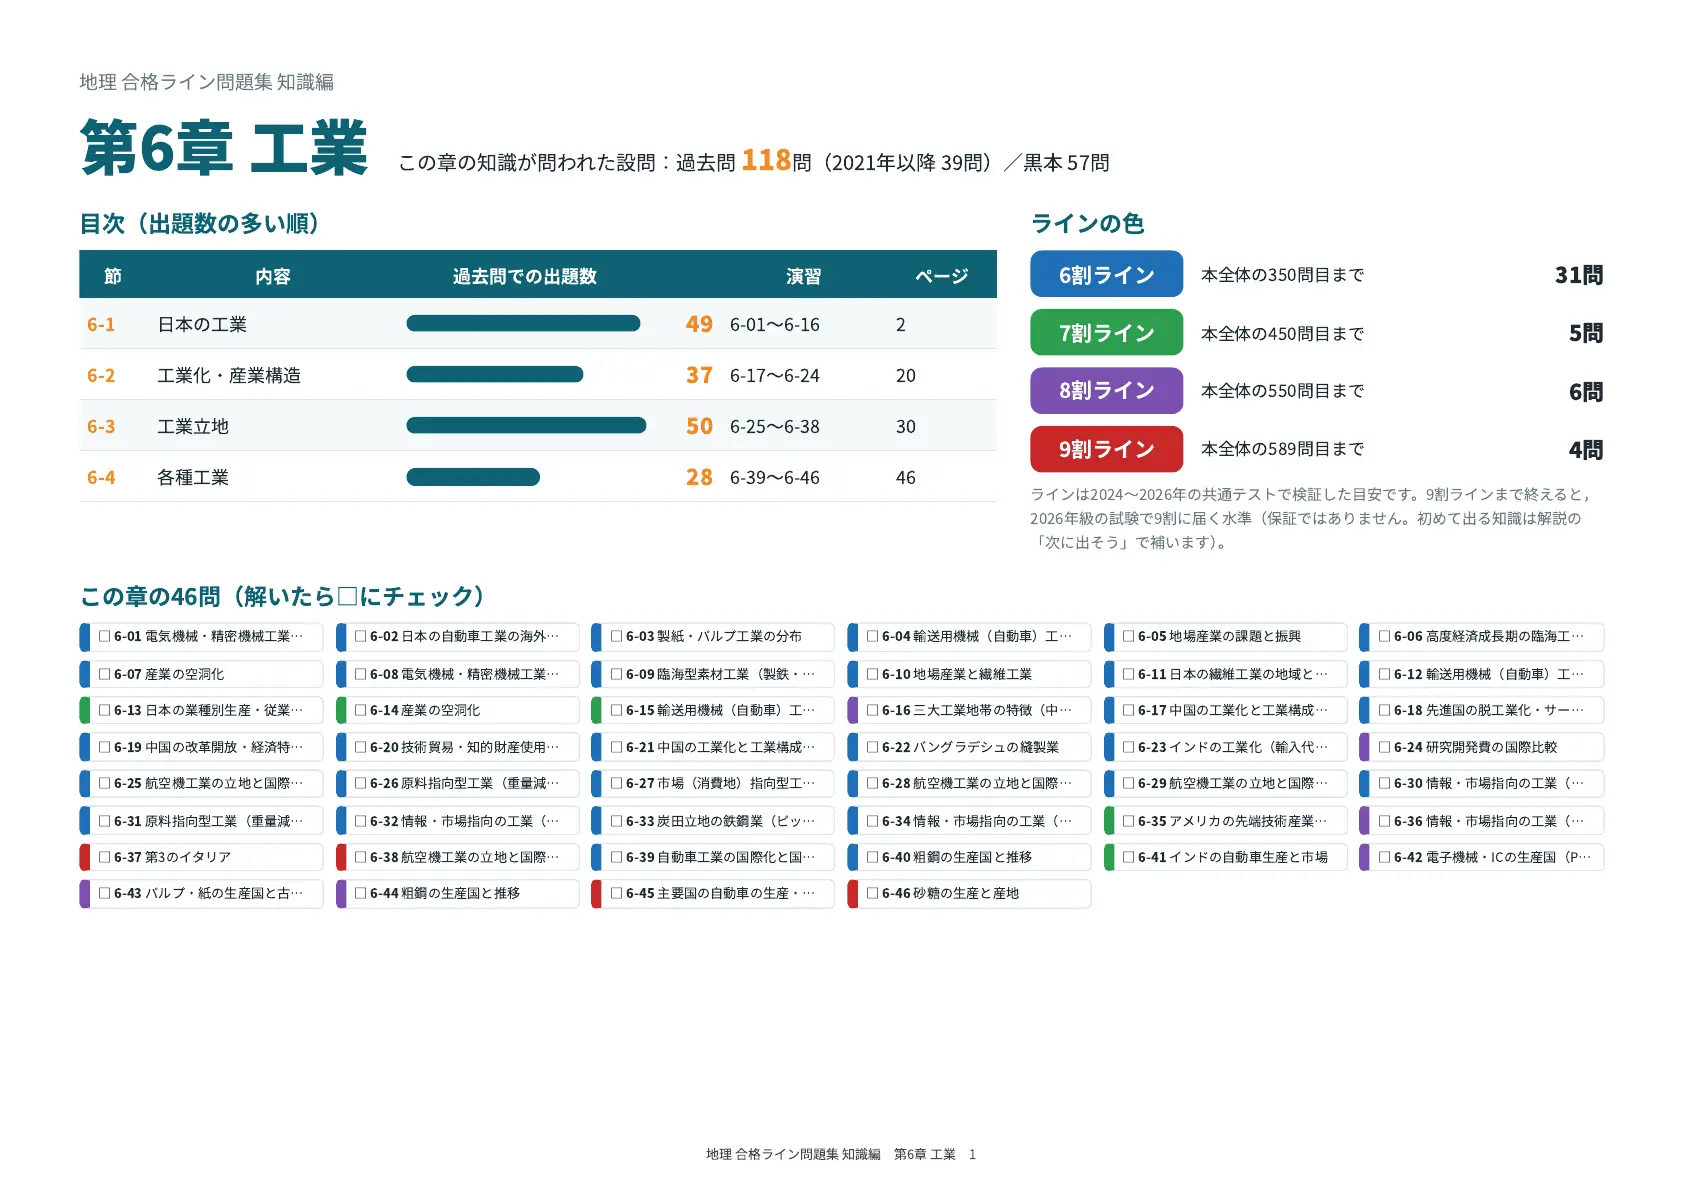 地理 合格ライン問題集 知識編
第6章 工業
この章の知識が問われた設問：過去問 118問（2021年以降 39問）／黒本 57問
目次（出題数の多い順）
節 内容 過去問での出題数 演習 ページ
6-1 日本の工業 49 6-01〜6-16 2
6-2 工業化・産業構造 37 6-17〜6-24 20
6-3 工業立地 50 6-25〜6-38 30
6-4 各種工業 28 6-39〜6-46 46
ラインの色
6割ライン 本全体の350問目まで 31問
7割ライン 本全体の450問目まで 5問
8割ライン 本全体の550問目まで 6問
9割ライン 本全体の589問目まで 4問
ラインは2024〜2026年の共通テストで検証した目安です。9割ラインまで終えると，
2026年級の試験で9割に届く水準（保証ではありません。初めて出る知識は解説の
「次に出そう」で補います）。
この章の46問（解いたら□にチェック）
□ 6-01 電気機械・精密機械工業…
□ 6-02 日本の自動車工業の海外…
□ 6-03 製紙・パルプ工業の分布
□ 6-04 輸送用機械（自動車）工…
□ 6-05 地場産業の課題と振興
□ 6-06 高度経済成長期の臨海工…
□ 6-07 産業の空洞化
□ 6-08 電気機械・精密機械工業…
□ 6-09 臨海型素材工業（製鉄・…
□ 6-10 地場産業と繊維工業
□ 6-11 日本の繊維工業の地域と…
□ 6-12 輸送用機械（自動車）工…
□ 6-13 日本の業種別生産・従業…
□ 6-14 産業の空洞化
□ 6-15 輸送用機械（自動車）工…
□ 6-16 三大工業地帯の特徴（中…
□ 6-17 中国の工業化と工業構成…
□ 6-18 先進国の脱工業化・サー…
□ 6-19 中国の改革開放・経済特…
□ 6-20 技術貿易・知的財産使用…
□ 6-21 中国の工業化と工業構成…
□ 6-22 バングラデシュの縫製業
□ 6-23 インドの工業化（輸入代…
□ 6-24 研究開発費の国際比較
□ 6-25 航空機工業の立地と国際…
□ 6-26 原料指向型工業（重量減…
□ 6-27 市場（消費地）指向型工…
□ 6-28 航空機工業の立地と国際…
□ 6-29 航空機工業の立地と国際…
□ 6-30 情報・市場指向の工業（…
□ 6-31 原料指向型工業（重量減…
□ 6-32 情報・市場指向の工業（…
□ 6-33 炭田立地の鉄鋼業（ピッ…
□ 6-34 情報・市場指向の工業（…
□ 6-35 アメリカの先端技術産業…
□ 6-36 情報・市場指向の工業（…
□ 6-37 第3のイタリア
□ 6-38 航空機工業の立地と国際…
□ 6-39 自動車工業の国際化と国…
□ 6-40 粗鋼の生産国と推移
□ 6-41 インドの自動車生産と市場
□ 6-42 電子機械・ICの生産国（P…
□ 6-43 パルプ・紙の生産国と古…
□ 6-44 粗鋼の生産国と推移
□ 6-45 主要国の自動車の生産・…
□ 6-46 砂糖の生産と産地
地理 合格ライン問題集 知識編 第6章 工業 1